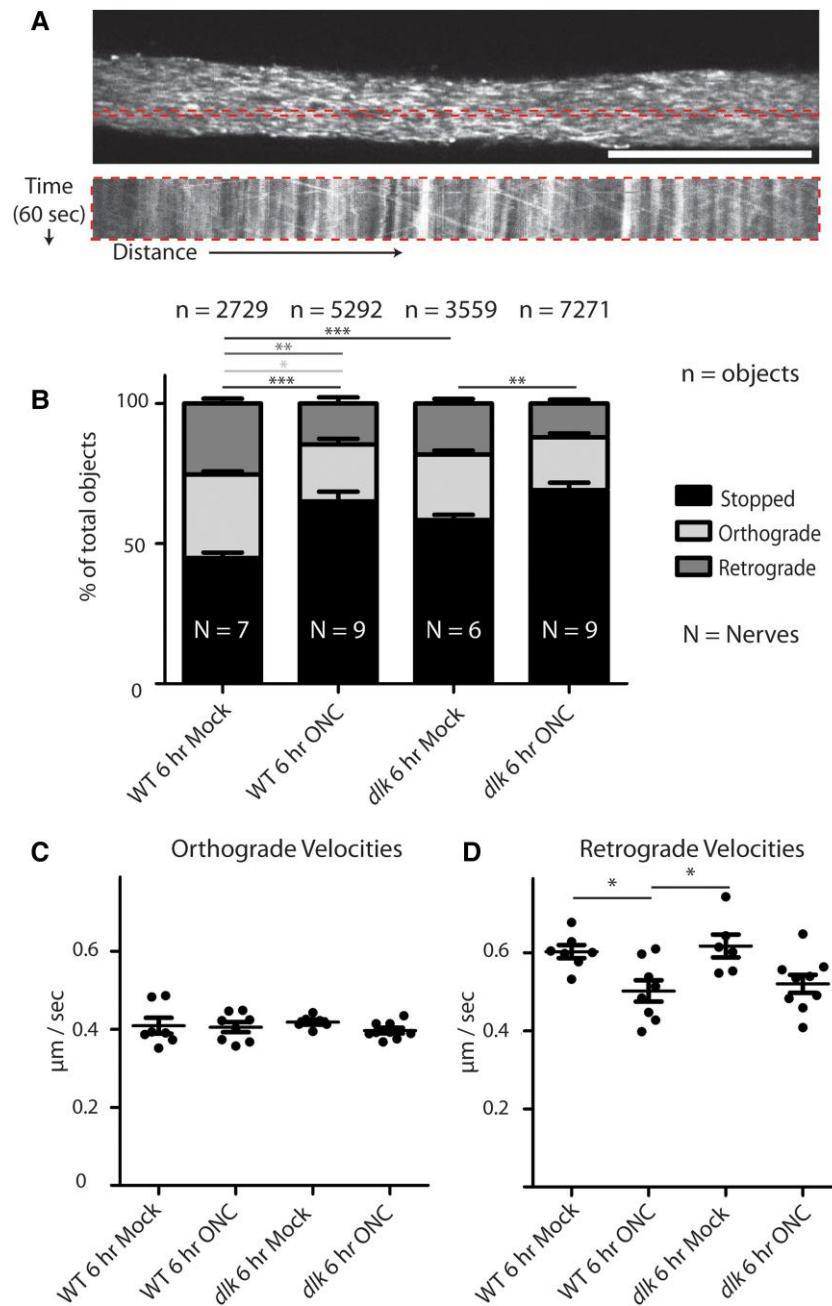 A
Time
(60 sec)
Distance
n = 2729 n = 5292 n = 3559 n = 7271
***
**
*
*** **
n = objects
B
% of total objects
100
50
0
N = 7 N = 9 N = 6 N = 9
Stopped
Orthograde
Retrograde
N = Nerves
WT 6 hr Mock
WT 6 hr ONC
dlk 6 hr Mock
dlk 6 hr ONC
C Orthograde Velocities
µm / sec
0.6
0.4
0.2
0
WT 6 hr Mock
WT 6 hr ONC
dlk 6 hr Mock
dlk 6 hr ONC
D Retrograde Velocities
* *
µm / sec
0.6
0.4
0.2
WT 6 hr Mock
WT 6 hr ONC
dlk 6 hr Mock
dlk 6 hr ONC